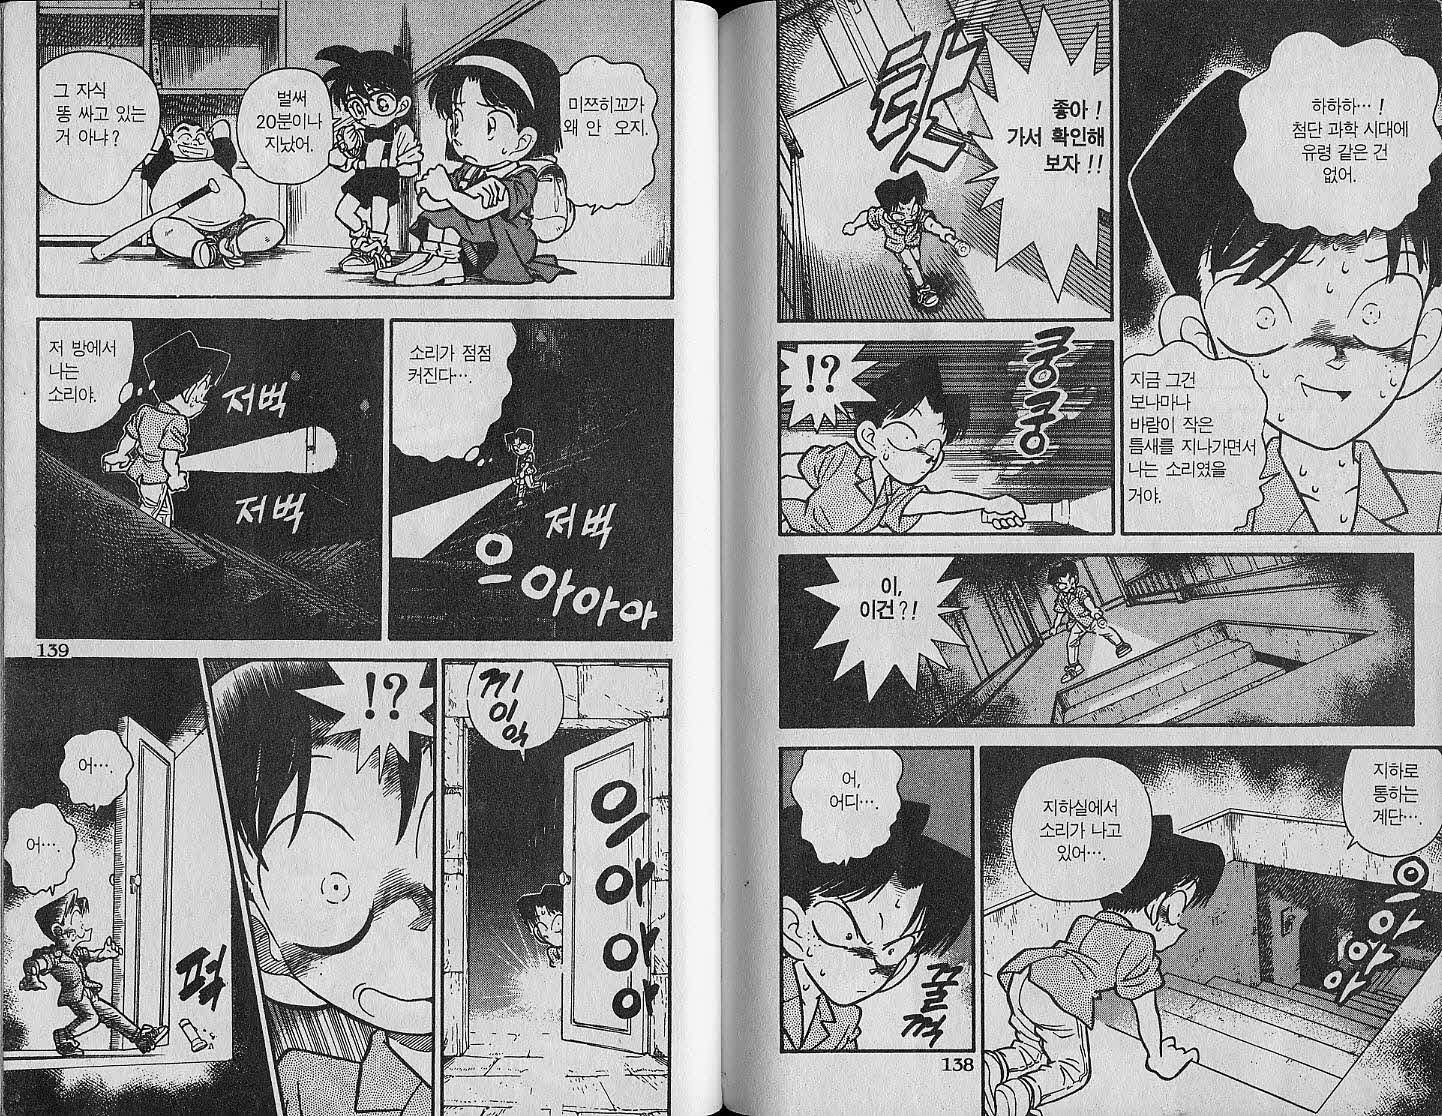 하하하…!
첨단 과학 시대에
유령 같은 건
없어.
지금 그건
보나마나
바람이 작은
틈새를 지나가면서
나는 소리였을
거야.
좋아!
가서 확인해
보자!!
탓
!?
쿵
쿵
이,
이건?!
지하로
통하는
계단….
지하실에서
소리가 나고
있어….
으
아
아
아
어,
어디….
꿀
꺽
138
미쯔히꼬가
왜 안 오지.
벌써
20분이나
지났어.
그 자식
똥 싸고 있는
거 아냐?
소리가 점점
커진다….
저벅
으아아아
저 방에서
나는
소리야.
저벅
저벅
139
끼
이
익
으
아
아
아
!?
어….
어….
퍽